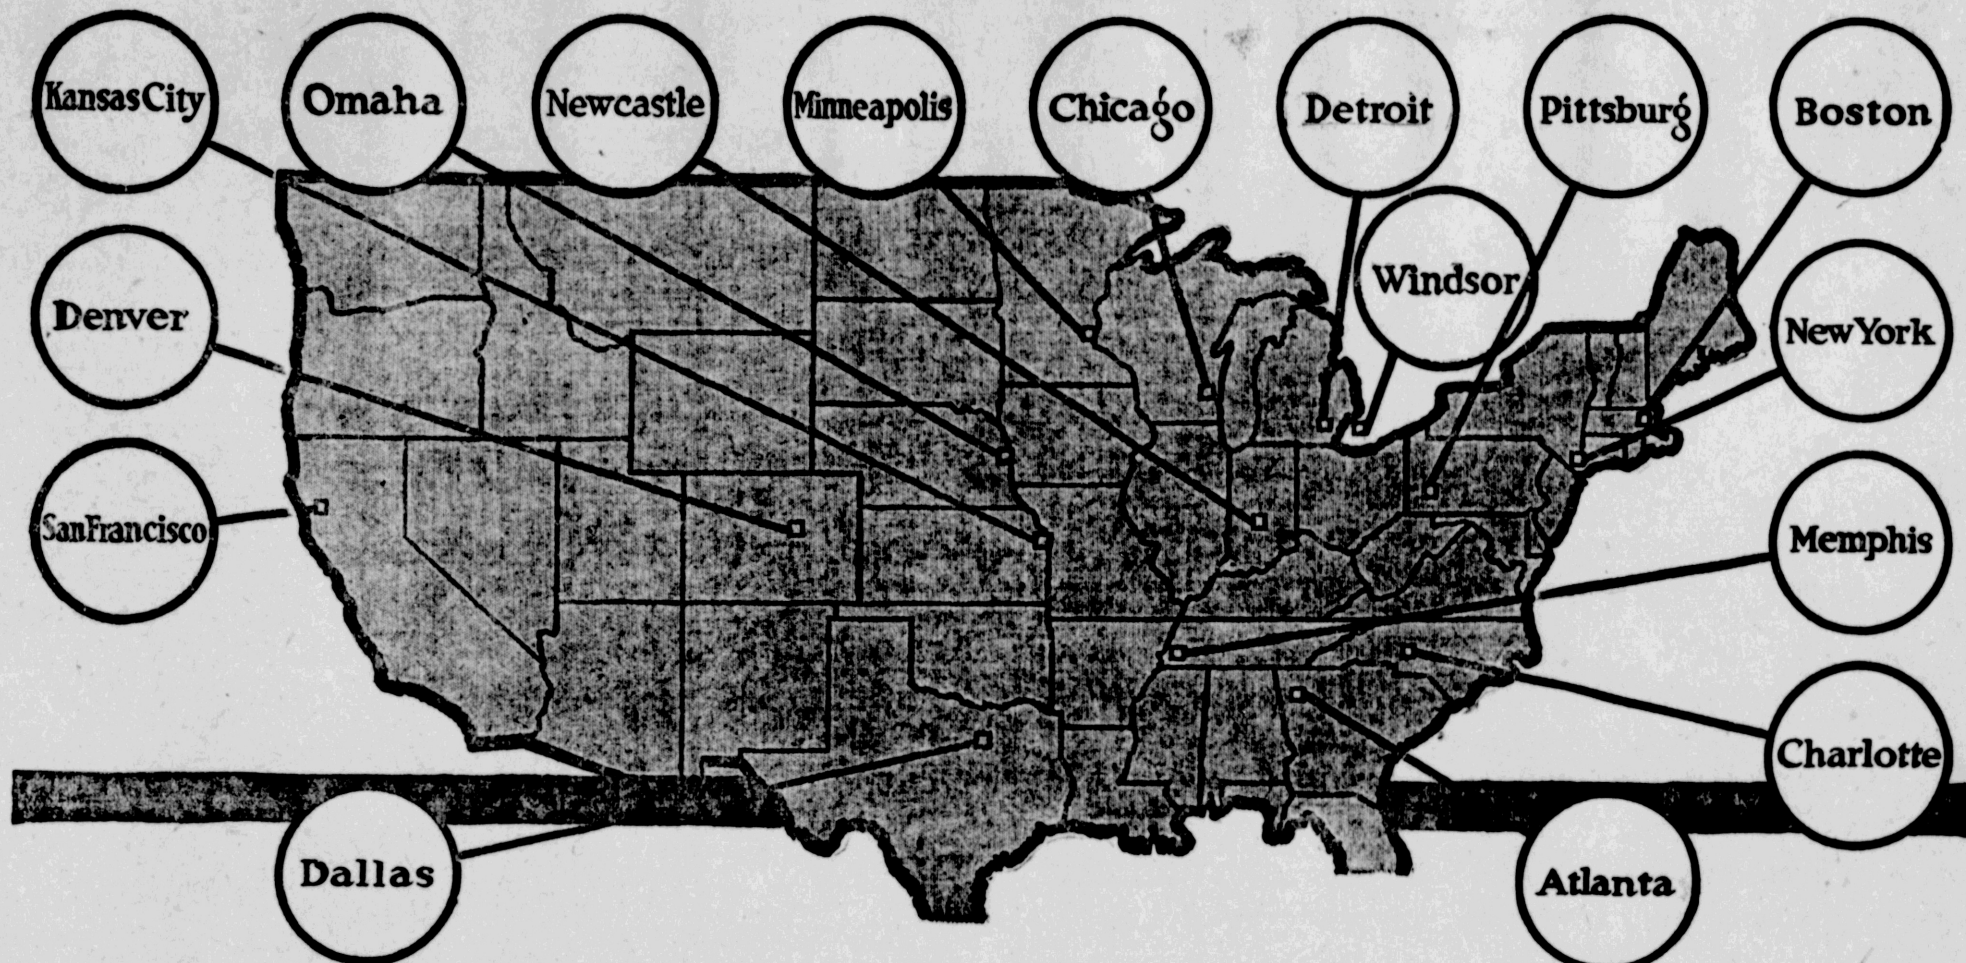 Kansas City
Omaha
Newcastle
Minneapolis
Chicago
Detroit
Pittsburg
Boston
Windsor
Denver
New York
San Francisco
Memphis
Charlotte
Dallas
Atlanta